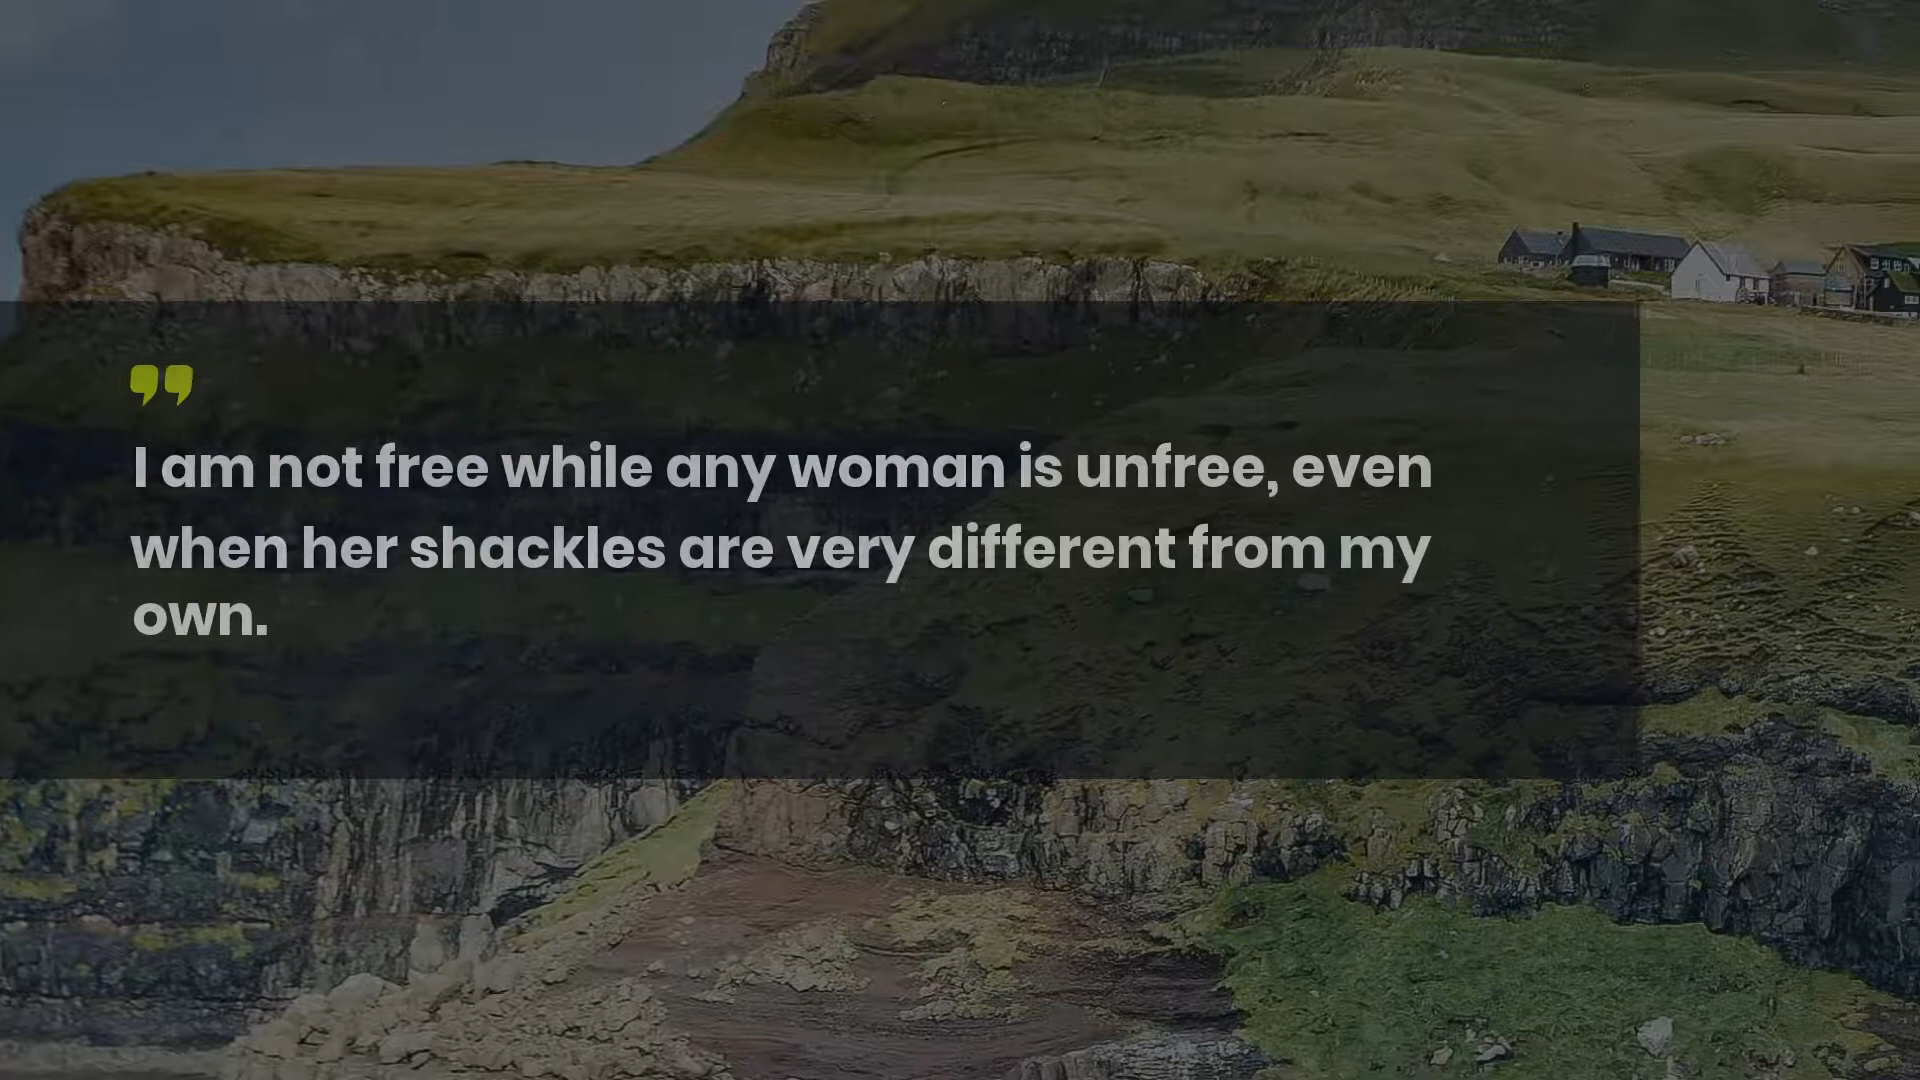 I am not free while any woman is unfree, even
when her shackles are very different from my
own.